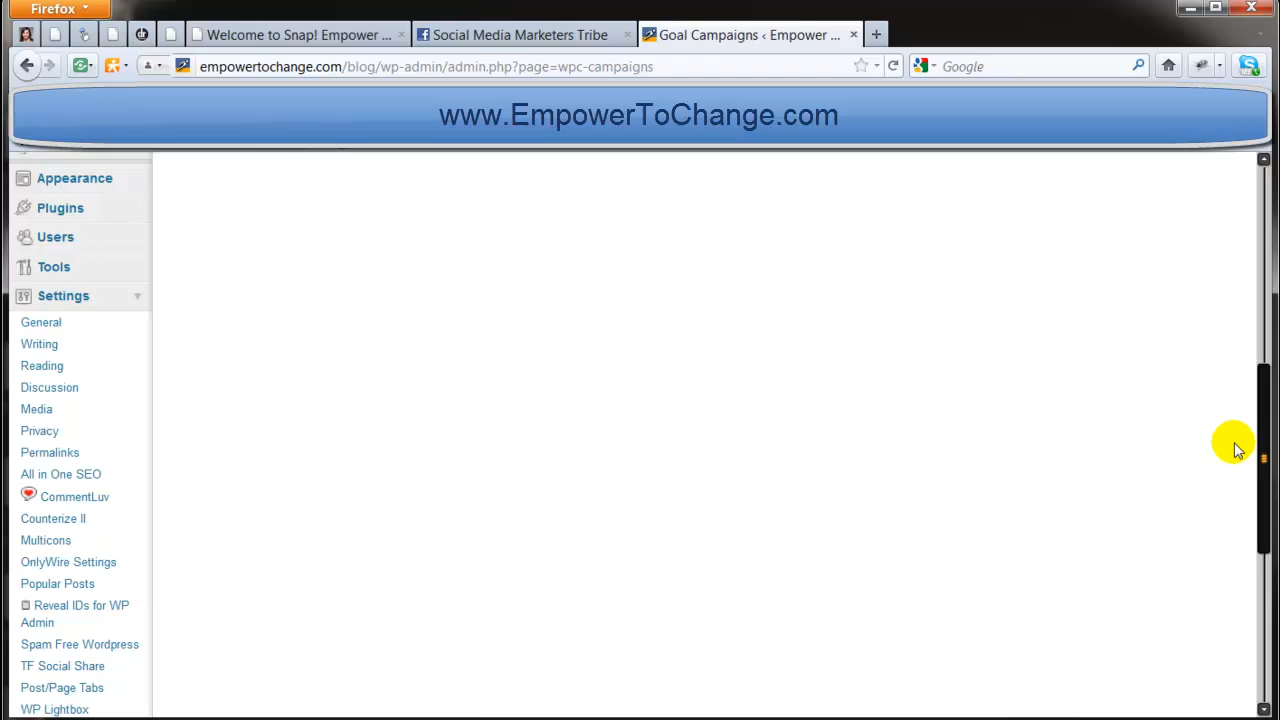 Firefox
Welcome to Snap! Empower ...
Social Media Marketers Tribe
Goal Campaigns ‹ Empower ...
empowertochange.com/blog/wp-admin/admin.php?page=wpc-campaigns
Google
www.EmpowerToChange.com
Appearance
Plugins
Users
Tools
Settings
General
Writing
Reading
Discussion
Media
Privacy
Permalinks
All in One SEO
CommentLuv
Counterize II
Multicons
OnlyWire Settings
Popular Posts
Reveal IDs for WP
Admin
Spam Free Wordpress
TF Social Share
Post/Page Tabs
WP Lightbox